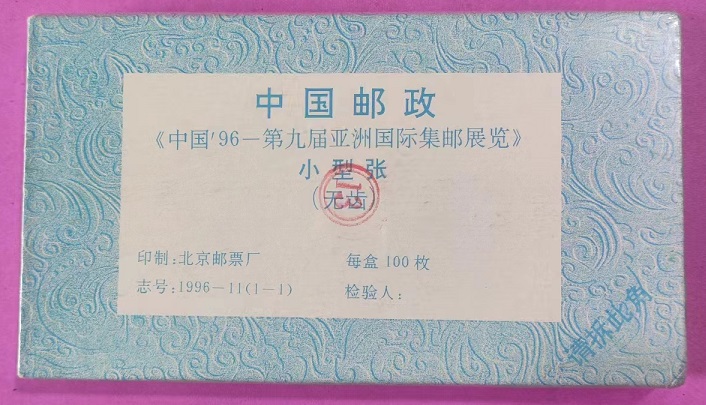 中国邮政
《中国'96－第九届亚洲国际集邮展览》
小型张
（无齿）
13
印制:北京邮票厂
每盒100枚
志号:1996－11(1－1)
检验人:
请撕此角